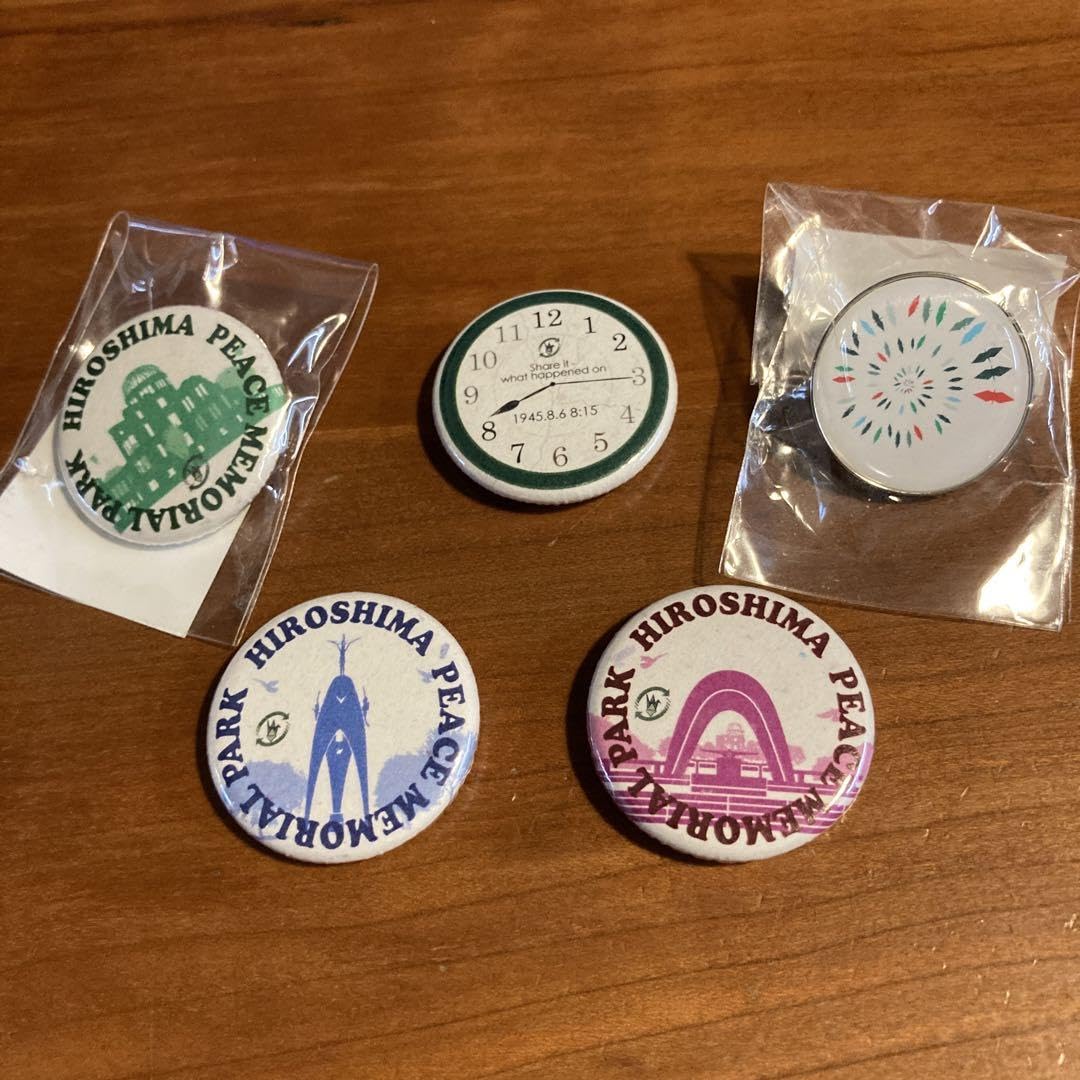 HIROSHIMA PEACE MEMORIAL PARK
12
1
2
3
4
5
6
7
8
9
10
11
Share it
what happened on
1945.8.6 8:15
HIROSHIMA PEACE MEMORIAL PARK
HIROSHIMA PEACE MEMORIAL PARK